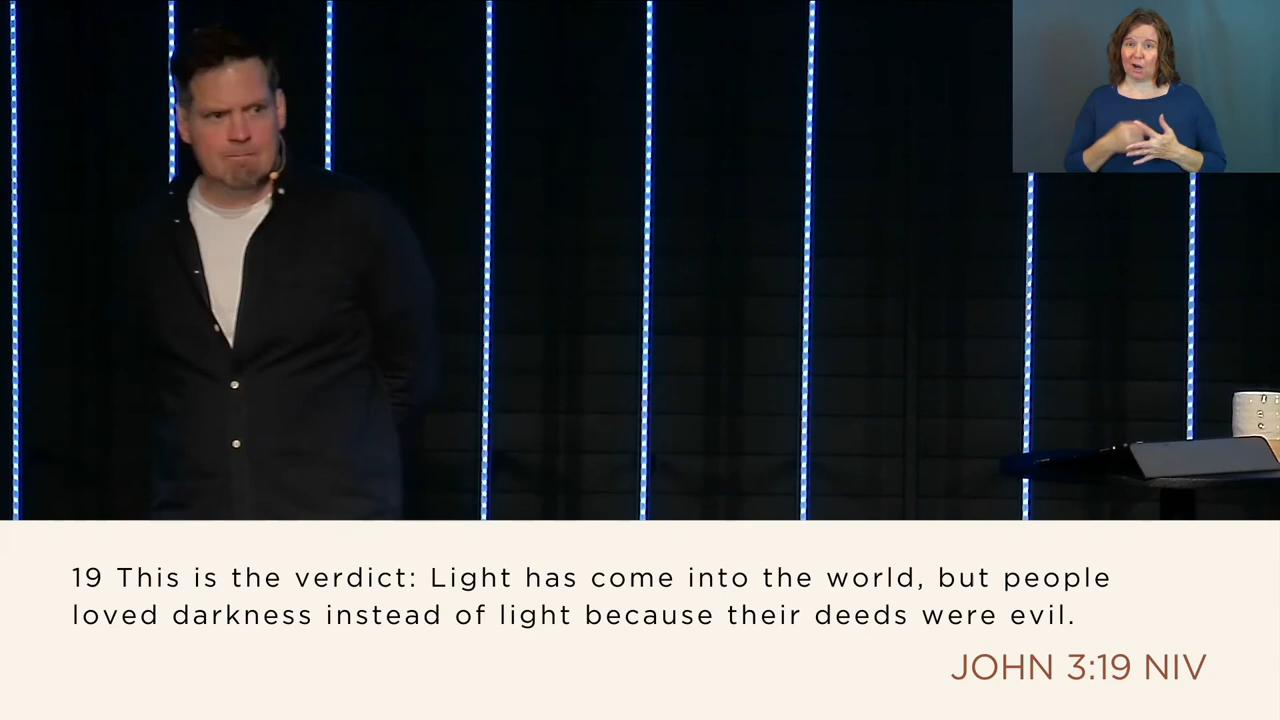 19 This is the verdict: Light has come into the world, but people
loved darkness instead of light because their deeds were evil.
JOHN 3:19 NIV